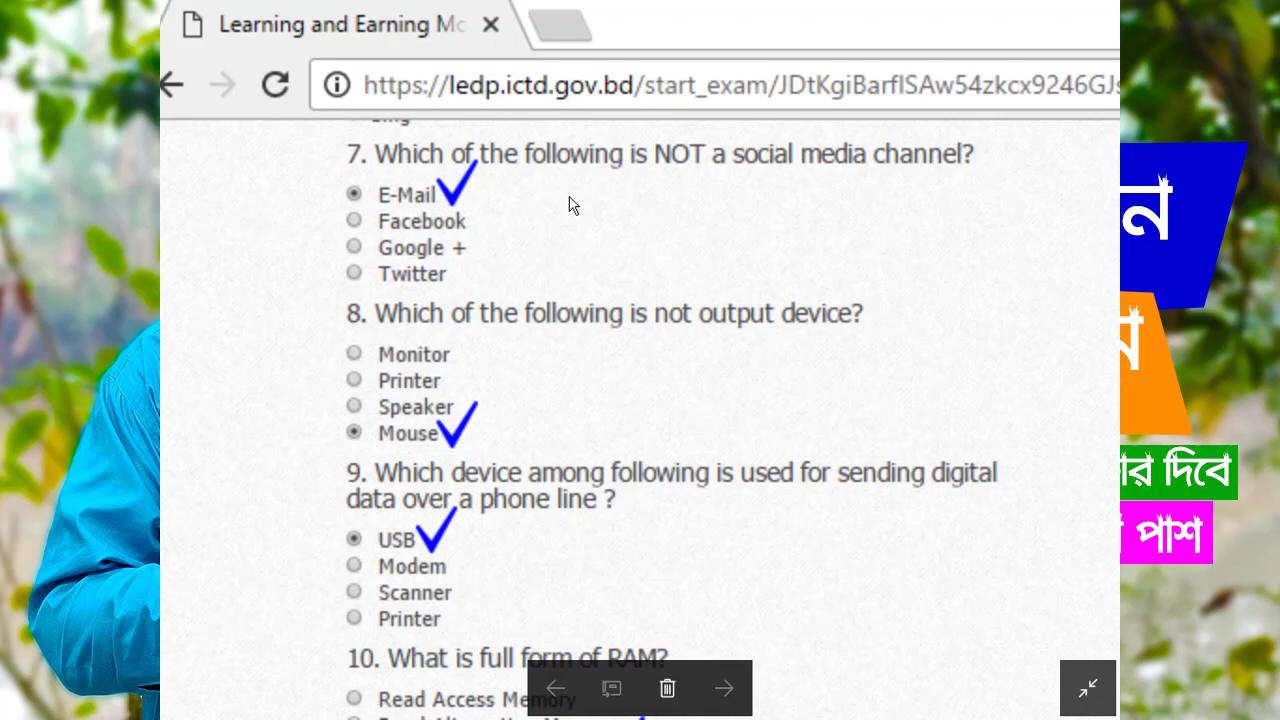 Learning and Earning Mc
https://ledp.ictd.gov.bd/start_exam/JDtKgiBarflSAw54zkcx9246GJs
7. Which of the following is NOT a social media channel?
E-Mail
Facebook
Google +
Twitter
8. Which of the following is not output device?
Monitor
Printer
Speaker
Mouse
9. Which device among following is used for sending digital
data over a phone line ?
USB
Modem
Scanner
Printer
10. What is full form of RAM?
Read Access Memory
ন
ম
ার দিবে
পাশ